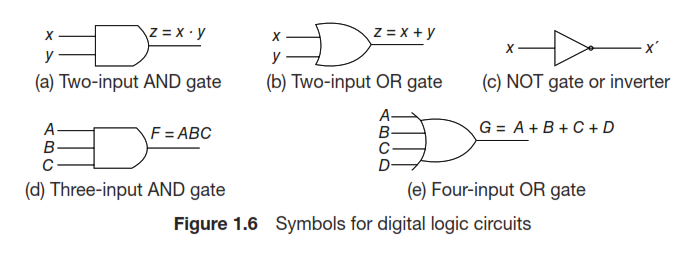 x
y
z = x · y
(a) Two-input AND gate
x
y
z = x + y
(b) Two-input OR gate
x
x′
(c) NOT gate or inverter
A
B
C
F = ABC
(d) Three-input AND gate
A
B
C
D
G = A + B + C + D
(e) Four-input OR gate
Figure 1.6 Symbols for digital logic circuits